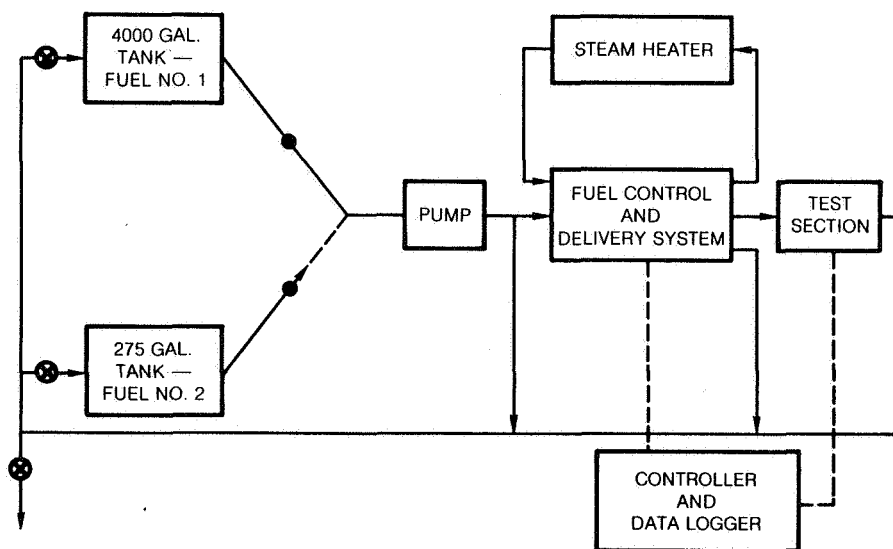 4000 GAL.
TANK —
FUEL NO. 1
STEAM HEATER
PUMP
FUEL CONTROL
AND
DELIVERY SYSTEM
TEST
SECTION
275 GAL.
TANK —
FUEL NO. 2
CONTROLLER
AND
DATA LOGGER